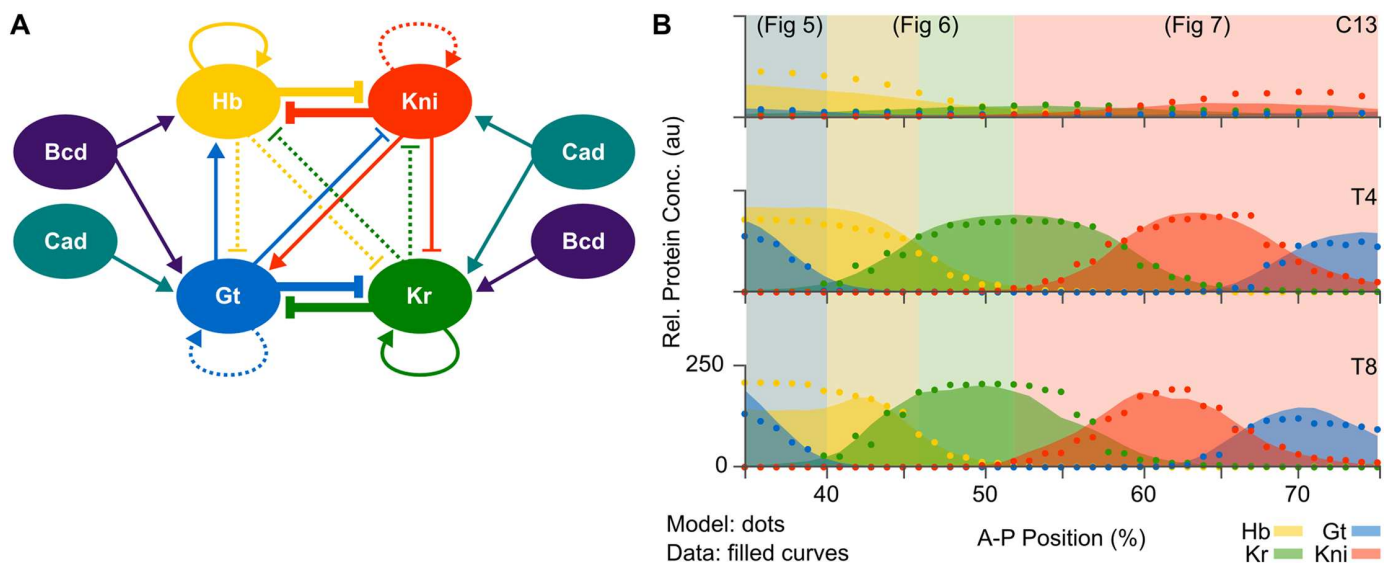 A
Hb
Kni
Bcd
Cad
Cad
Bcd
Gt
Kr
B
(Fig 5)
(Fig 6)
(Fig 7)
C13
T4
T8
Rel. Protein Conc. (au)
250
0
40
50
60
70
Model: dots
Data: filled curves
A-P Position (%)
Hb
Gt
Kr
Kni